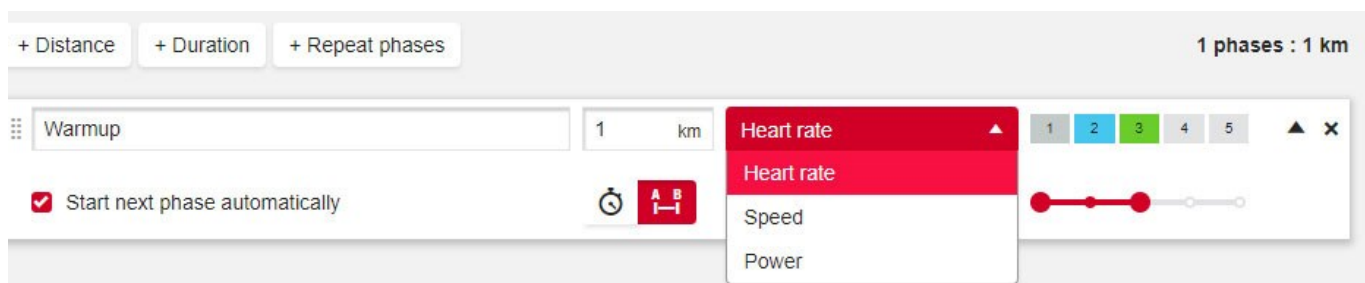 + Distance + Duration + Repeat phases 1 phases : 1 km
Warmup 1 km Heart rate 1 2 3 4 5
Heart rate
Start next phase automatically A B
Speed
Power